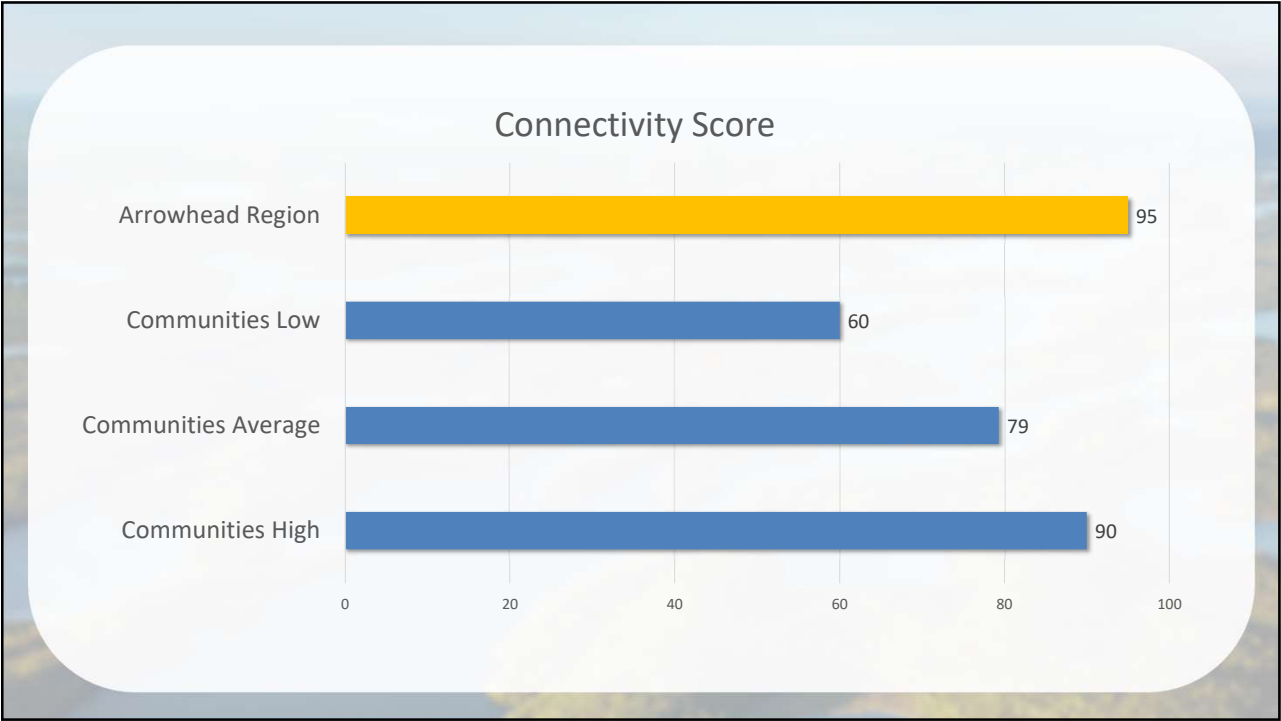 Connectivity Score
Arrowhead Region
95
Communities Low
60
Communities Average
79
Communities High
90
0 20 40 60 80 100